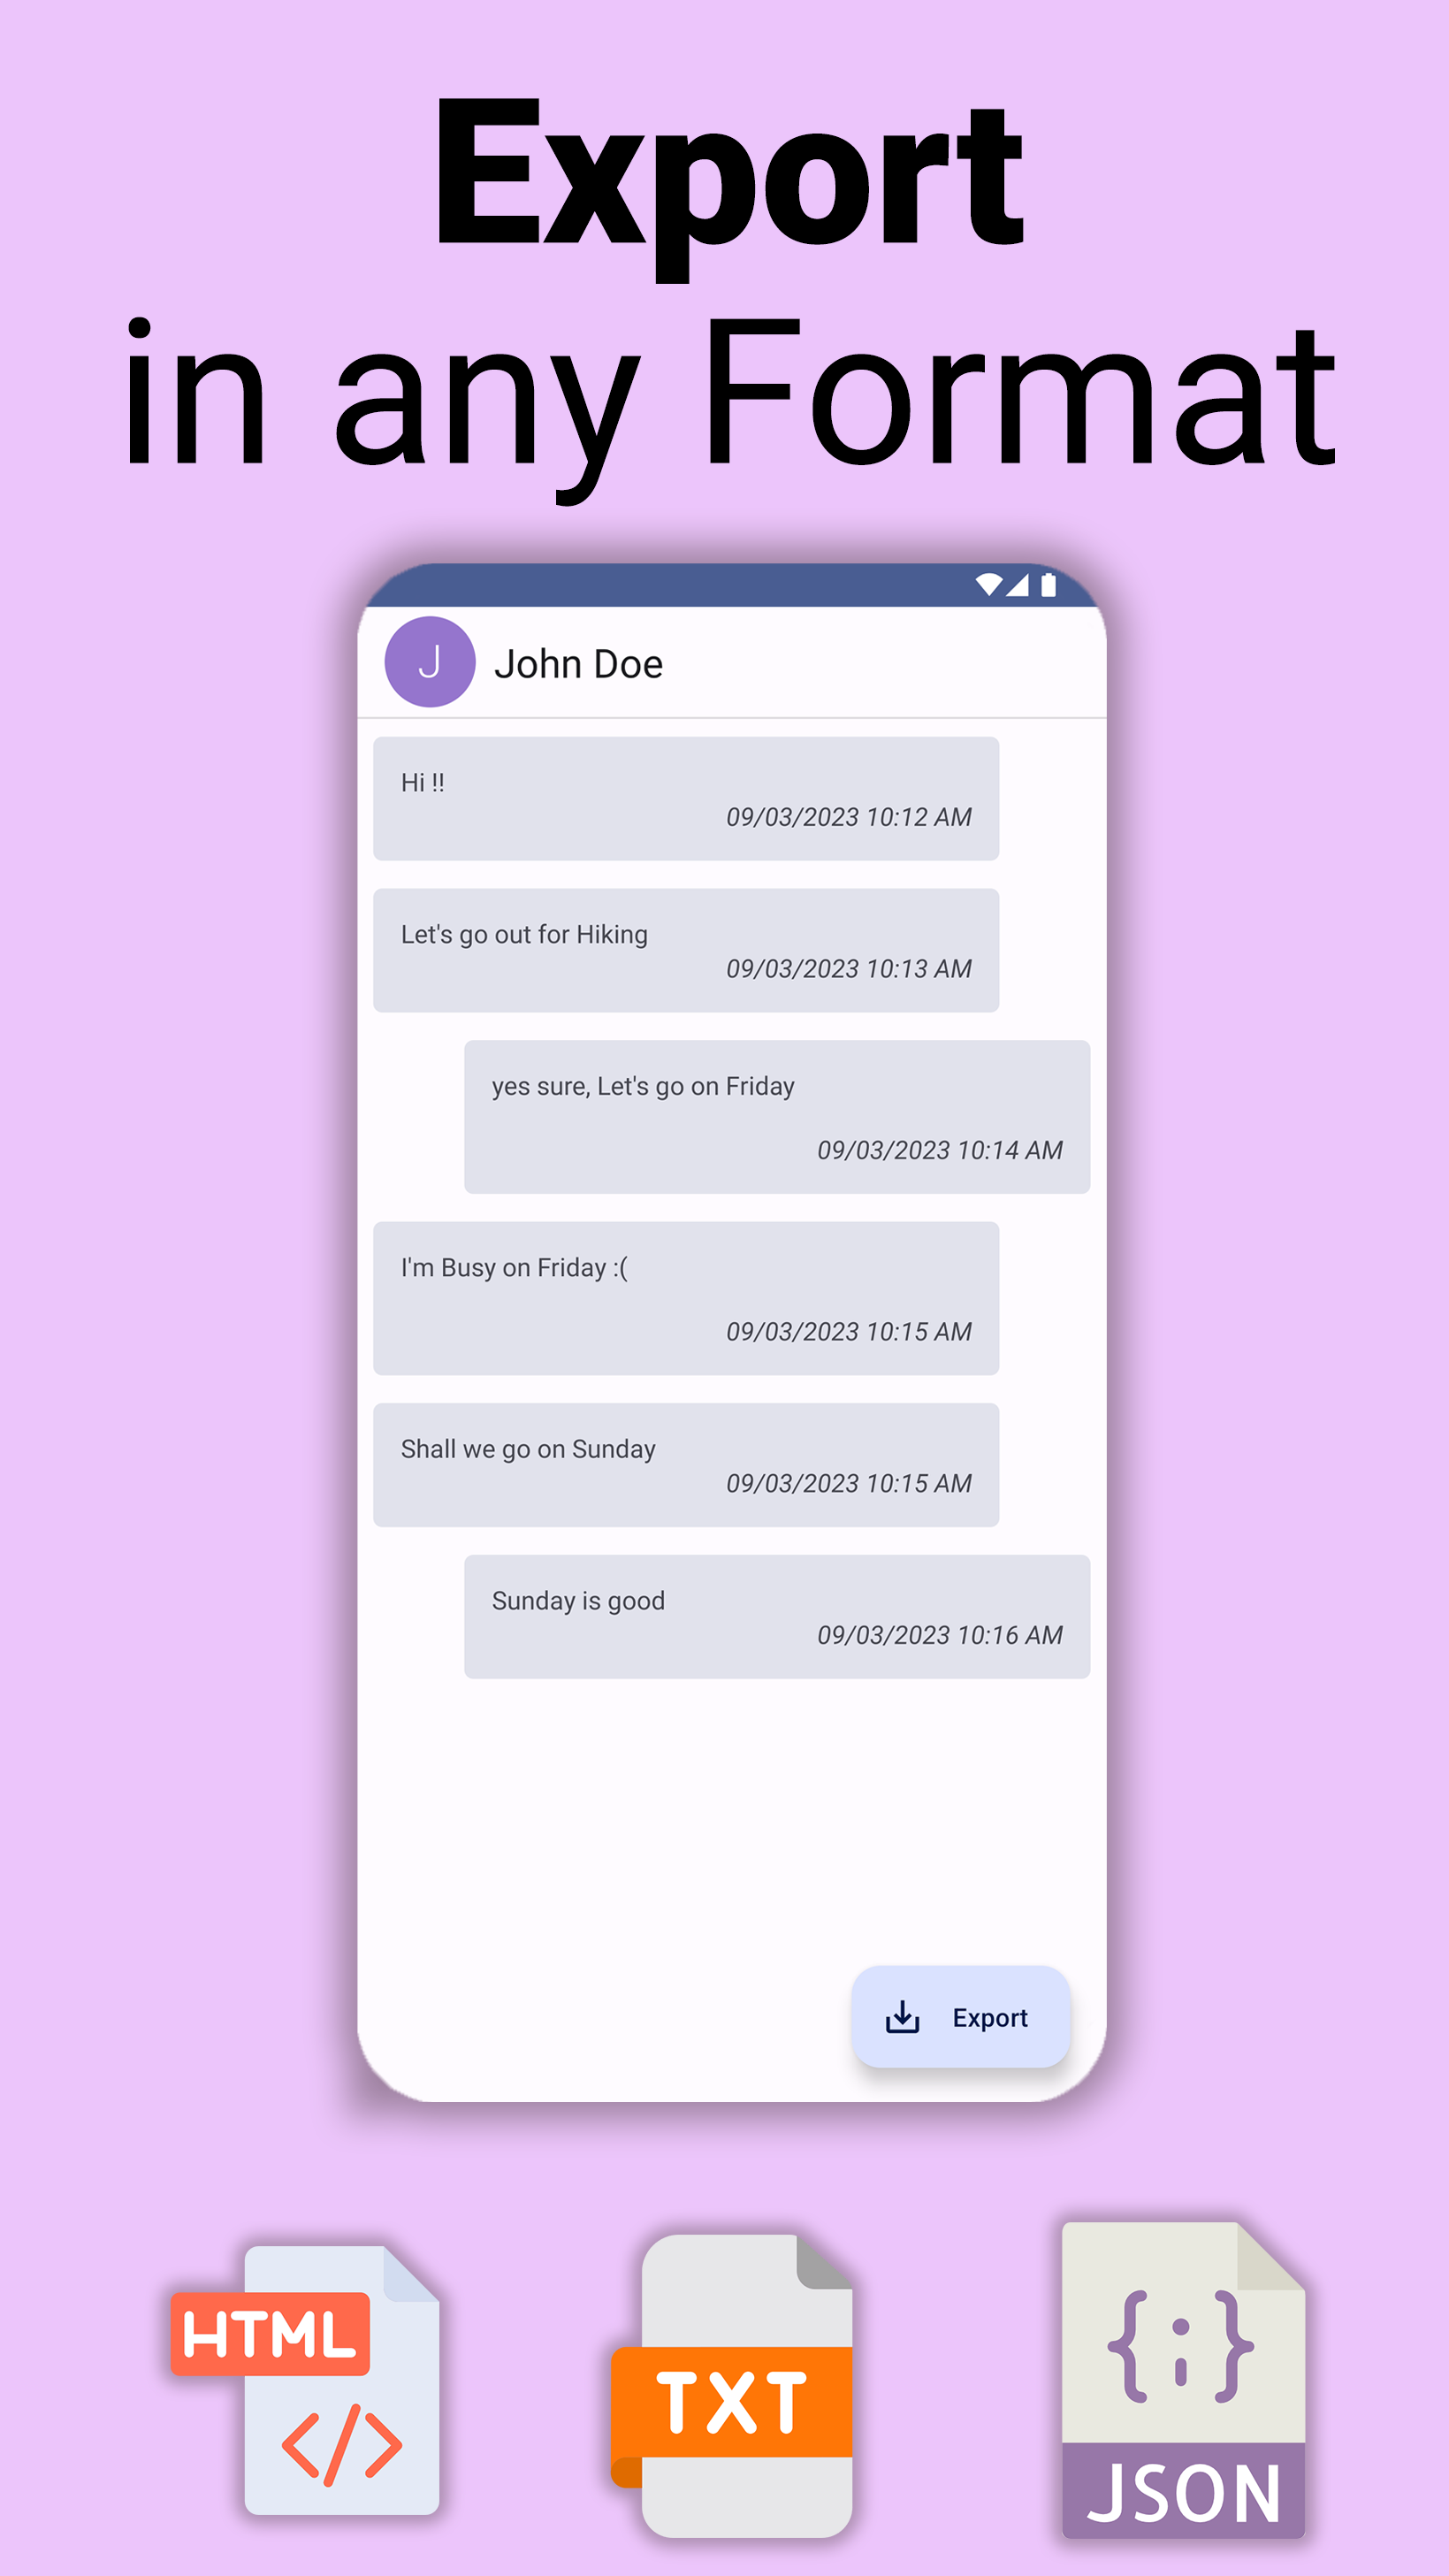 Export
in any Format
J
John Doe
Hi !!
09/03/2023 10:12 AM
Let's go out for Hiking
09/03/2023 10:13 AM
yes sure, Let's go on Friday
09/03/2023 10:14 AM
I'm Busy on Friday :(
09/03/2023 10:15 AM
Shall we go on Sunday
09/03/2023 10:15 AM
Sunday is good
09/03/2023 10:16 AM
Export
HTML
</>
TXT
{;}
JSON